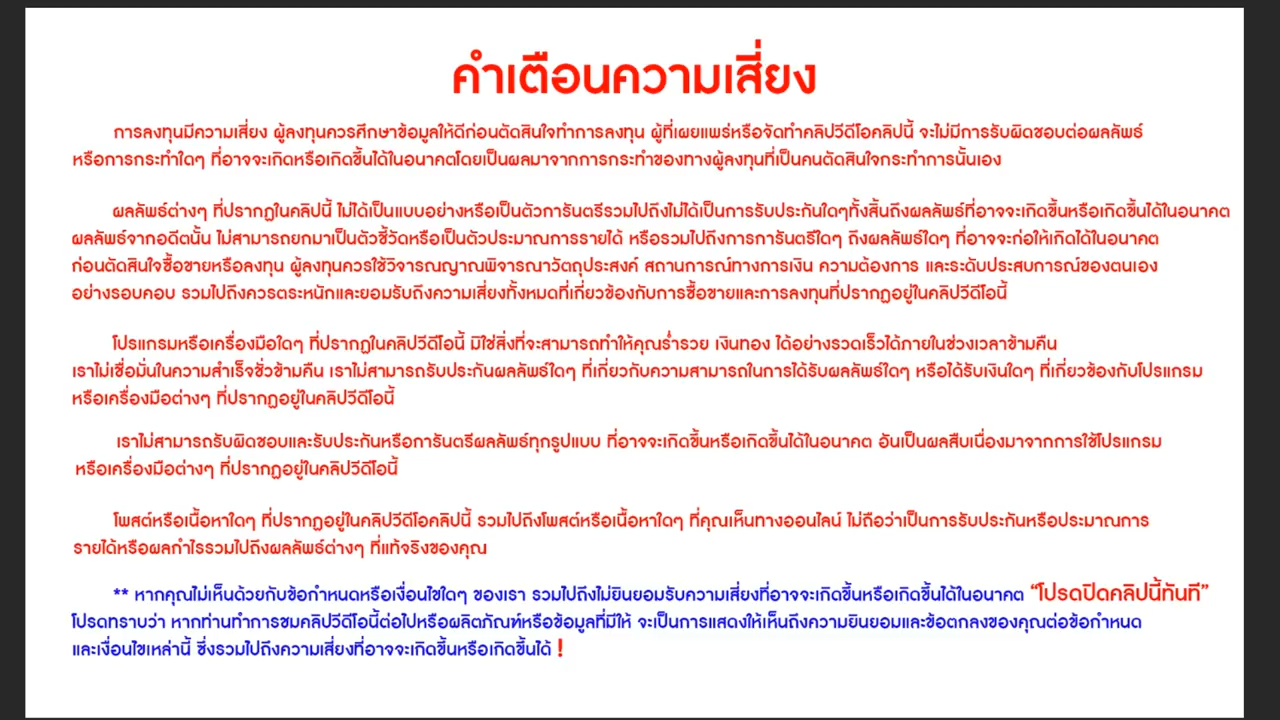 คำเตือนความเสี่ยง
การลงทุนมีความเสี่ยง ผู้ลงทุนควรศึกษาข้อมูลให้ดีก่อนตัดสินใจทำการลงทุน ผู้ที่เผยแพร่หรือจัดทำคลิปวีดีโอคลิปนี้ จะไม่มีการรับผิดชอบต่อผลลัพธ์
หรือการกระทำใดๆ ที่อาจจะเกิดหรือเกิดขึ้นได้ในอนาคตโดยเป็นผลมาจากการกระทำของทางผู้ลงทุนที่เป็นคนตัดสินใจกระทำการนั้นเอง
ผลลัพธ์ต่างๆ ที่ปรากฏในคลิปนี้ ไม่ได้เป็นแบบอย่างหรือเป็นตัวการันตรีรวมไปถึงไม่ได้เป็นการรับประกันใดๆทั้งสิ้นถึงผลลัพธ์ที่อาจจะเกิดขึ้นหรือเกิดขึ้นได้ในอนาคต
ผลลัพธ์จากอดีตนั้น ไม่สามารถยกมาเป็นตัวชี้วัดหรือเป็นตัวประมาณการรายได้ หรือรวมไปถึงการการันตรีใดๆ ถึงผลลัพธ์ใดๆ ที่อาจจะก่อให้เกิดได้ในอนาคต
ก่อนตัดสินใจซื้อขายหรือลงทุน ผู้ลงทุนควรใช้วิจารณญาณพิจารณาวัตถุประสงค์ สถานการณ์ทางการเงิน ความต้องการ และระดับประสบการณ์ของตนเอง
อย่างรอบคอบ รวมไปถึงควรตระหนักและยอมรับถึงความเสี่ยงทั้งหมดที่เกี่ยวข้องกับการซื้อขายและการลงทุนที่ปรากฏอยู่ในคลิปวีดีโอนี้
โปรแกรมหรือเครื่องมือใดๆ ที่ปรากฏในคลิปวีดีโอนี้ มิใช่สิ่งที่จะสามารถทำให้คุณร่ำรวย เงินทอง ได้อย่างรวดเร็วได้ภายในช่วงเวลาข้ามคืน
เราไม่เชื่อมั่นในความสำเร็จชั่วข้ามคืน เราไม่สามารถรับประกันผลลัพธ์ใดๆ ที่เกี่ยวกับความสามารถในการได้รับผลลัพธ์ใดๆ หรือได้รับเงินใดๆ ที่เกี่ยวข้องกับโปรแกรม
หรือเครื่องมือต่างๆ ที่ปรากฏอยู่ในคลิปวีดีโอนี้
เราไม่สามารถรับผิดชอบและรับประกันหรือการันตรีผลลัพธ์ทุกรูปแบบ ที่อาจจะเกิดขึ้นหรือเกิดขึ้นได้ในอนาคต อันเป็นผลสืบเนื่องมาจากการใช้โปรแกรม
หรือเครื่องมือต่างๆ ที่ปรากฏอยู่ในคลิปวีดีโอนี้
โพสต์หรือเนื้อหาใดๆ ที่ปรากฏอยู่ในคลิปวีดีโอคลิปนี้ รวมไปถึงโพสต์หรือเนื้อหาใดๆ ที่คุณเห็นทางออนไลน์ ไม่ถือว่าเป็นการรับประกันหรือประมาณการ
รายได้หรือผลกำไรรวมไปถึงผลลัพธ์ต่างๆ ที่แท้จริงของคุณ
** หากคุณไม่เห็นด้วยกับข้อกำหนดหรือเงื่อนไขใดๆ ของเรา รวมไปถึงไม่ยินยอมรับความเสี่ยงที่อาจจะเกิดขึ้นหรือเกิดขึ้นได้ในอนาคต “โปรดปิดคลิปนี้ทันที”
โปรดทราบว่า หากท่านทำการชมคลิปวีดีโอนี้ต่อไปหรือผลิตภัณฑ์หรือข้อมูลที่มีให้ จะเป็นการแสดงให้เห็นถึงความยินยอมและข้อตกลงของคุณต่อข้อกำหนด
และเงื่อนไขเหล่านี้ ซึ่งรวมไปถึงความเสี่ยงที่อาจจะเกิดขึ้นหรือเกิดขึ้นได้ !